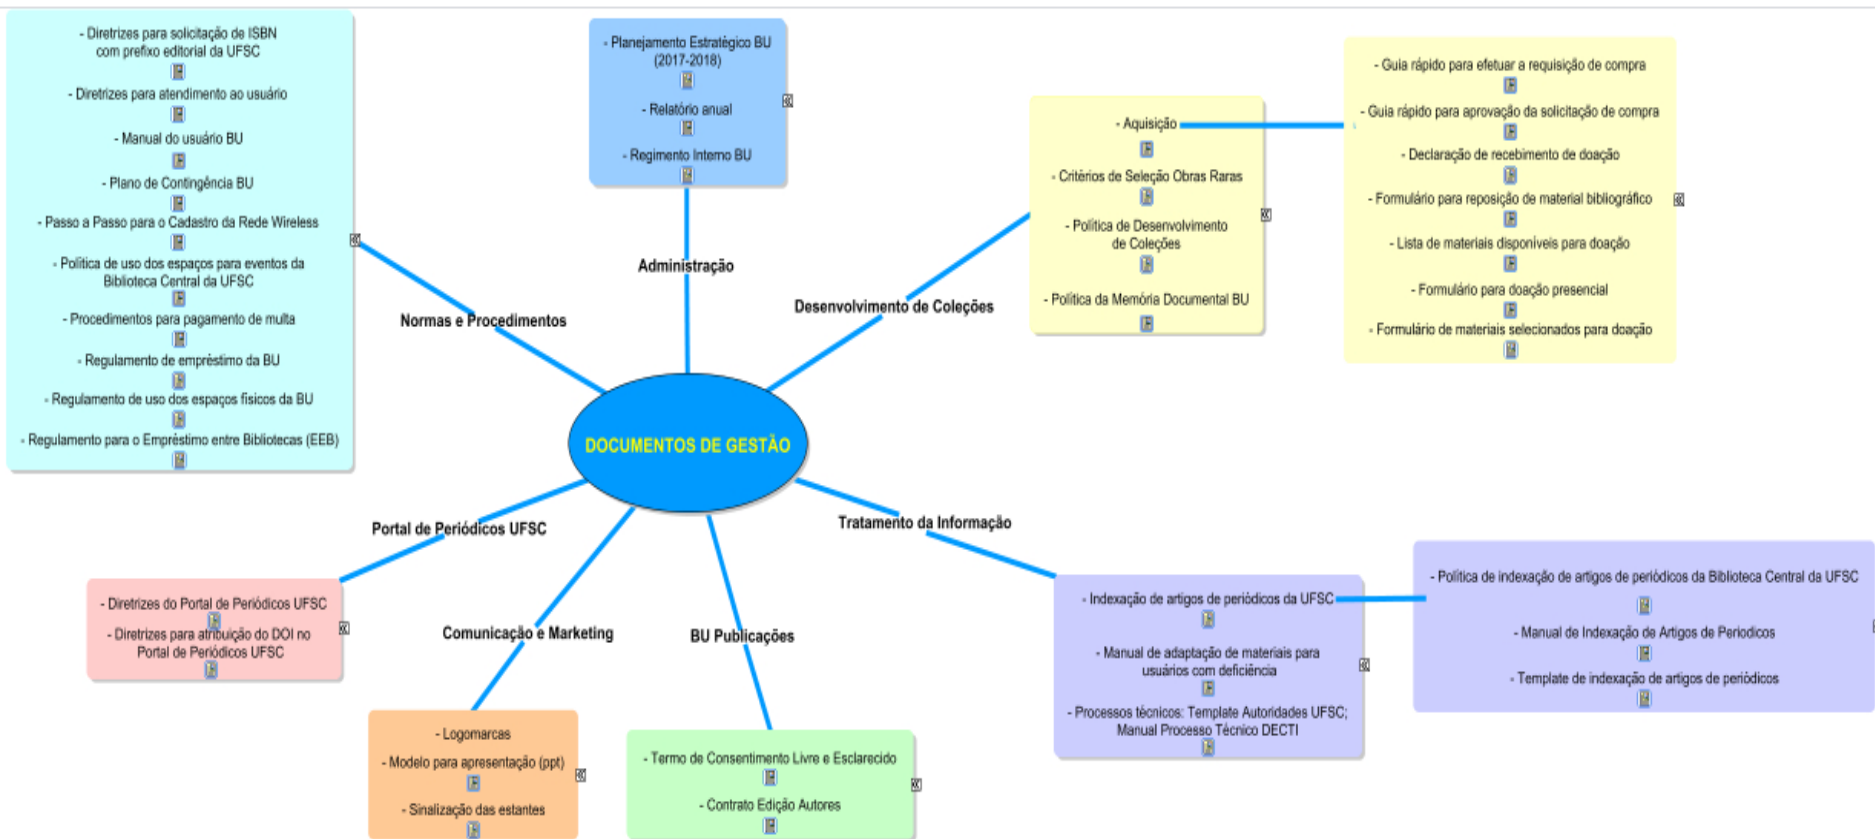 - Diretrizes para solicitação de ISBN
com prefixo editorial da UFSC
- Diretrizes para atendimento ao usuário
- Manual do usuário BU
- Plano de Contingência BU
- Passo a Passo para o Cadastro da Rede Wireless
- Política de uso dos espaços para eventos da
Biblioteca Central da UFSC
- Procedimentos para pagamento de multa
- Regulamento de empréstimo da BU
- Regulamento de uso dos espaços físicos da BU
- Regulamento para o Empréstimo entre Bibliotecas (EEB)
Normas e Procedimentos
- Planejamento Estratégico BU
(2017-2018)
- Relatório anual
- Regimento Interno BU
Administração
- Aquisição
- Critérios de Seleção Obras Raras
- Política de Desenvolvimento
de Coleções
- Política da Memória Documental BU
Desenvolvimento de Coleções
- Guia rápido para efetuar a requisição de compra
- Guia rápido para aprovação da solicitação de compra
- Declaração de recebimento de doação
- Formulário para reposição de material bibliográfico
- Lista de materiais disponíveis para doação
- Formulário para doação presencial
- Formulário de materiais selecionados para doação
DOCUMENTOS DE GESTÃO
Portal de Periódicos UFSC
- Diretrizes do Portal de Periódicos UFSC
- Diretrizes para atribuição do DOI no
Portal de Periódicos UFSC
Comunicação e Marketing
- Logomarcas
- Modelo para apresentação (ppt)
- Sinalização das estantes
BU Publicações
- Termo de Consentimento Livre e Esclarecido
- Contrato Edição Autores
Tratamento da Informação
- Indexação de artigos de periódicos da UFSC
- Manual de adaptação de materiais para
usuários com deficiência
- Processos técnicos: Template Autoridades UFSC;
Manual Processo Técnico DECTI
- Política de indexação de artigos de periódicos da Biblioteca Central da UFSC
- Manual de Indexação de Artigos de Periodicos
- Template de indexação de artigos de periódicos